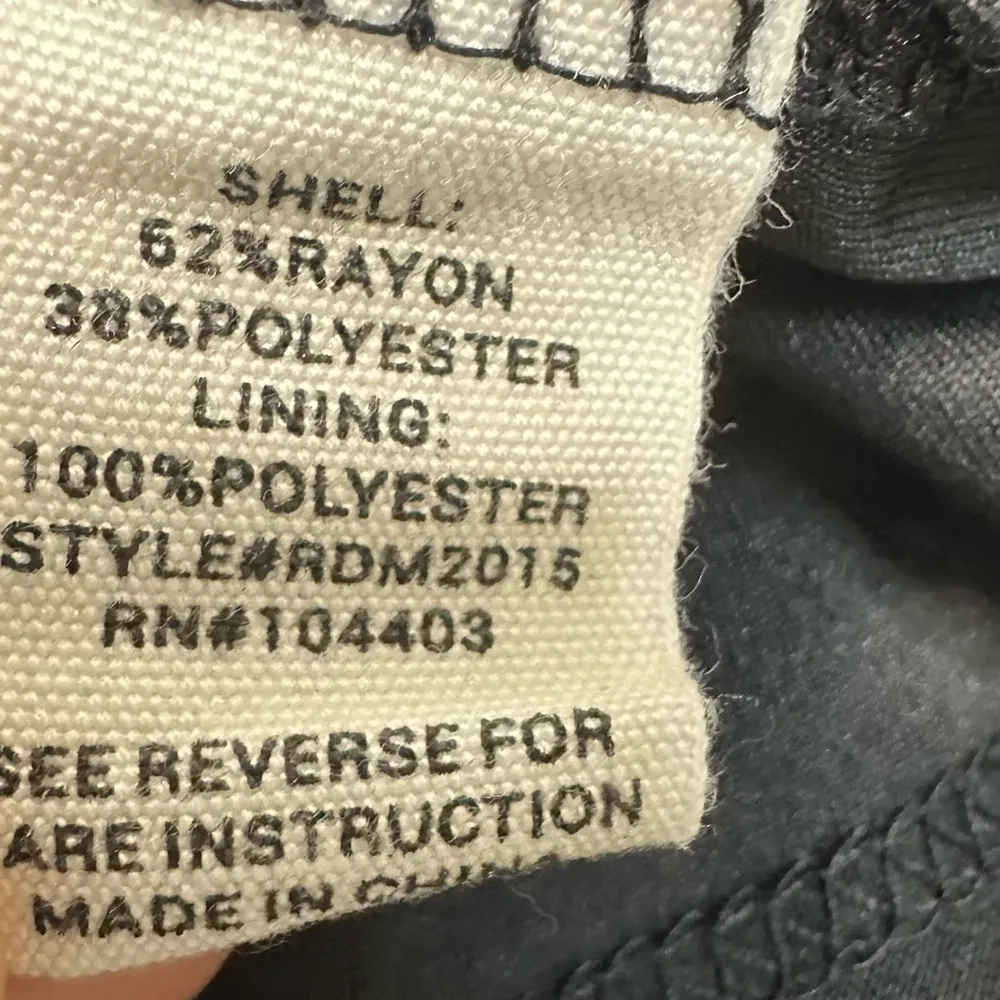 SHELL:
62%RAYON
38%POLYESTER
LINING:
100%POLYESTER
STYLE#RDM2015
RN#104403
SEE REVERSE FOR
ARE INSTRUCTION
MADE IN CHINA